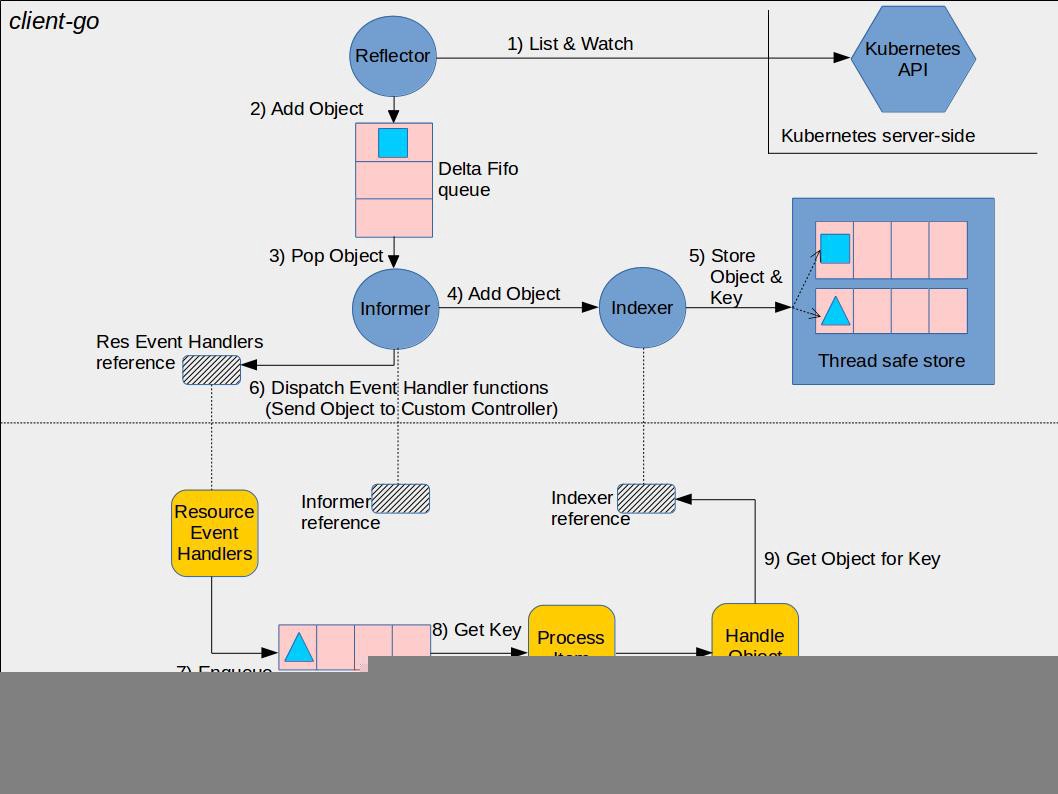 client-go
Reflector
1) List & Watch
Kubernetes
API
Kubernetes server-side
2) Add Object
Delta Fifo
queue
3) Pop Object
Informer
4) Add Object
Indexer
5) Store
Object &
Key
Thread safe store
Res Event Handlers
reference
6) Dispatch Event Handler functions
(Send Object to Custom Controller)
Resource
Event
Handlers
Informer
reference
Indexer
reference
9) Get Object for Key
7) Enqueue
8) Get Key
Process
Item
Handle
Object